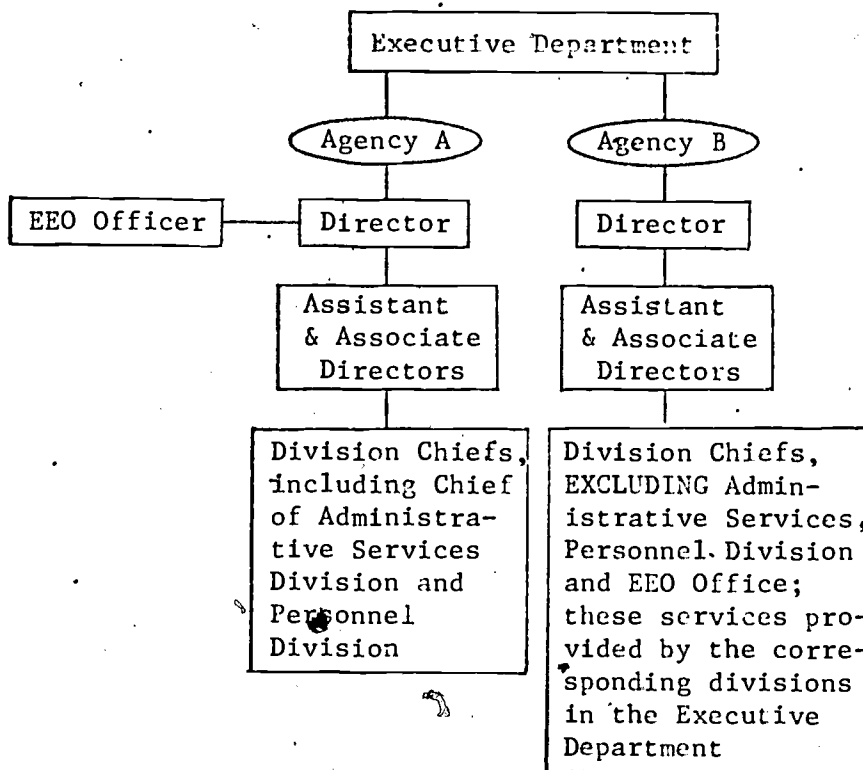 Executive Department
Agency A
Agency B
EEO Officer
Director
Director
Assistant
& Associate
Directors
Assistant
& Associate
Directors
Division Chiefs,
including Chief
of Administra-
tive Services
Division and
Personnel
Division
Division Chiefs,
EXCLUDING Admin-
istrative Services,
Personnel Division
and EEO Office;
these services pro-
vided by the corre-
sponding divisions
in the Executive
Department